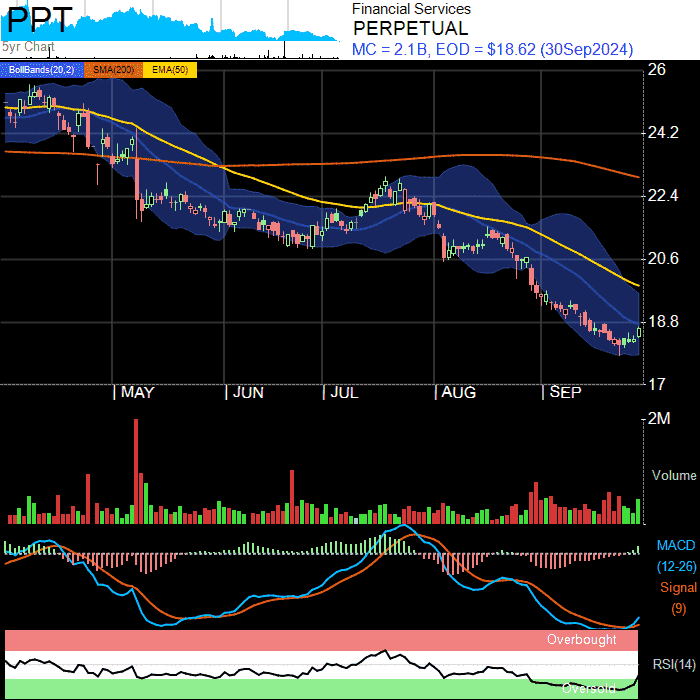 PPT
5yr Chart
Financial Services
PERPETUAL
MC = 2.1B, EOD = $18.62 (30Sep2024)
BollBands(20,2) SMA(200) EMA(50)
26
24.2
22.4
20.6
18.8
17
MAY JUN JUL AUG SEP
2M
Volume
MACD
(12-26)
Signal
(9)
Overbought
RSI(14)
Oversold